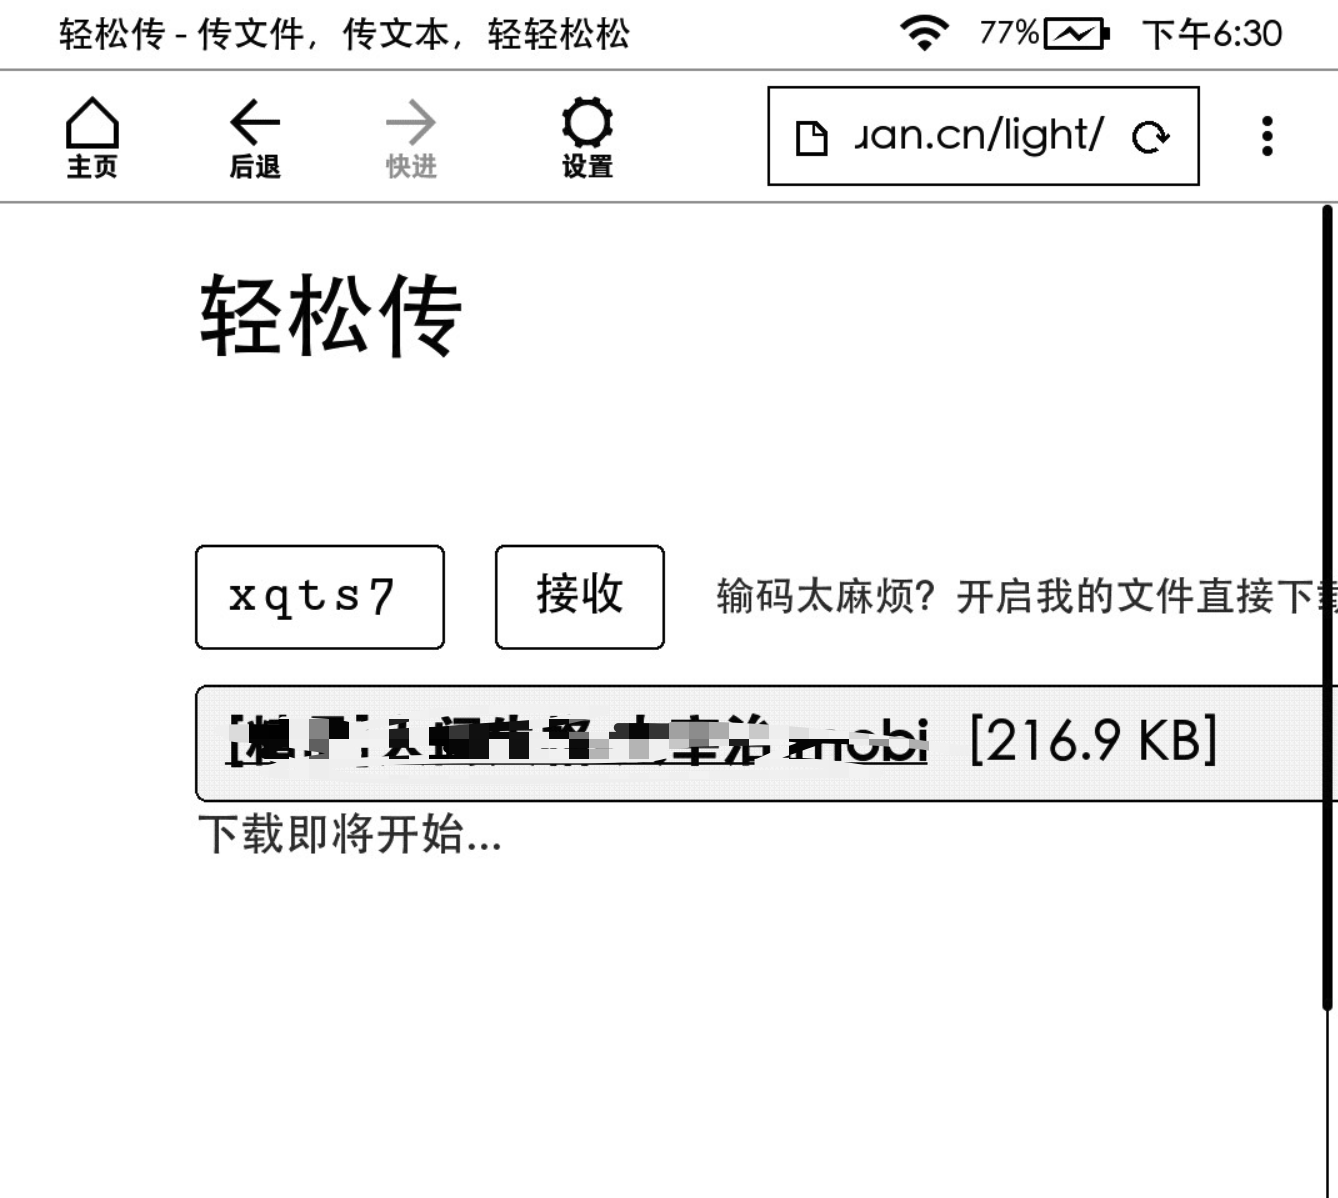 轻松传 - 传文件，传文本，轻轻松松 77% 下午6:30
主页 后退 快进 设置 uan.cn/light/
轻松传
xqts7 接收 输码太麻烦？开启我的文件直接下载
mobi [216.9 KB]
下载即将开始...